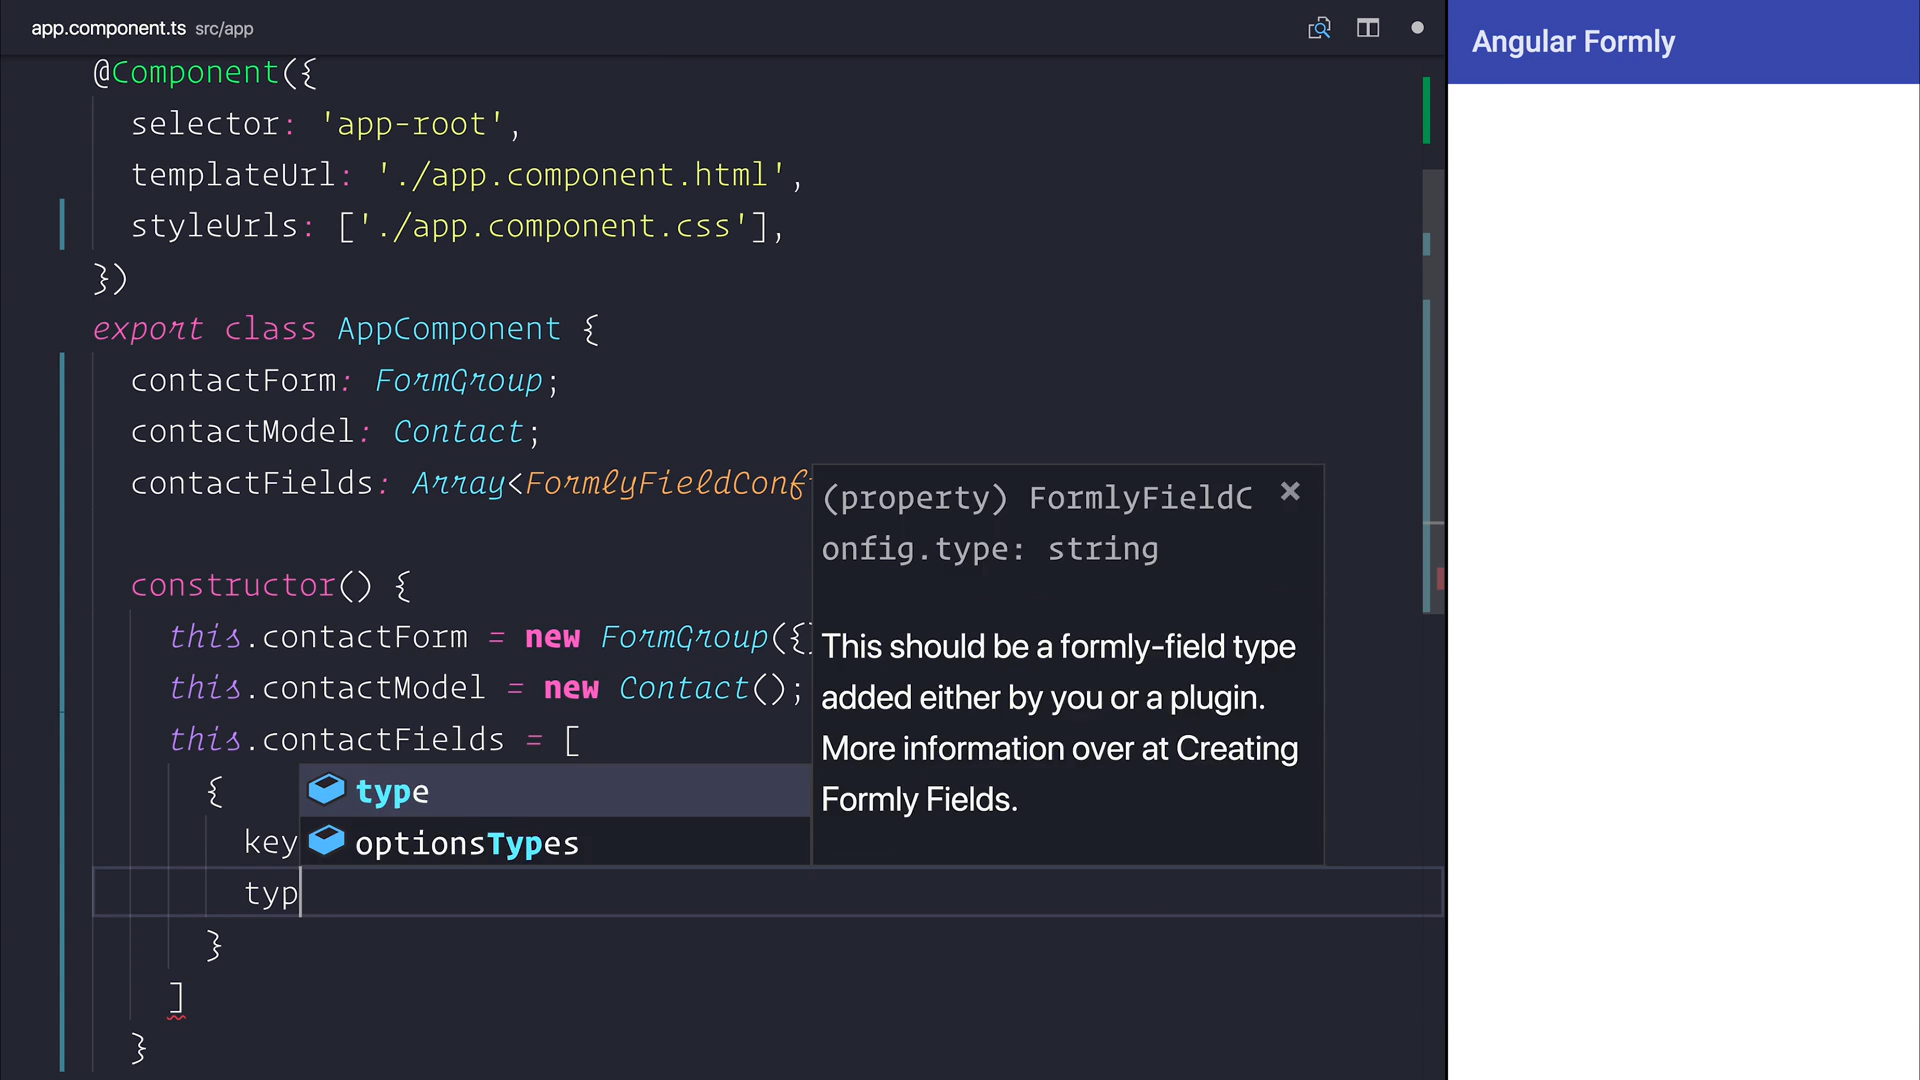 app.component.ts src/app
Angular Formly
@Component({
selector: 'app-root',
templateUrl: './app.component.html',
styleUrls: ['./app.component.css'],
})
export class AppComponent {
contactForm: FormGroup;
contactModel: Contact;
contactFields: Array<FormlyFieldConf
(property) FormlyFieldC
onfig.type: string
This should be a formly-field type
added either by you or a plugin.
More information over at Creating
Formly Fields.
constructor() {
this.contactForm = new FormGroup({
this.contactModel = new Contact();
this.contactFields = [
{
type
key
optionsTypes
typ
}
]
}